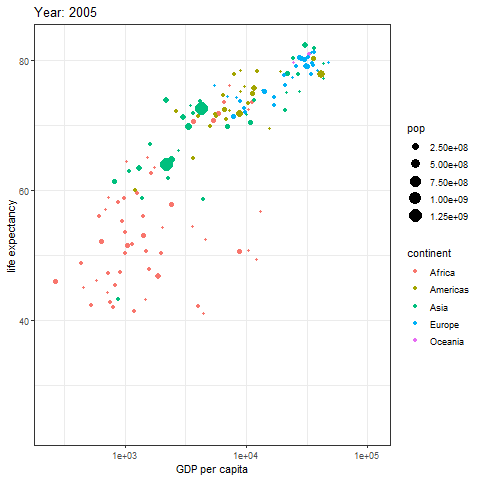 Year: 2005
80
60
40
life expectancy
1e+03 1e+04 1e+05
GDP per capita
pop
2.50e+08
5.00e+08
7.50e+08
1.00e+09
1.25e+09
continent
Africa
Americas
Asia
Europe
Oceania